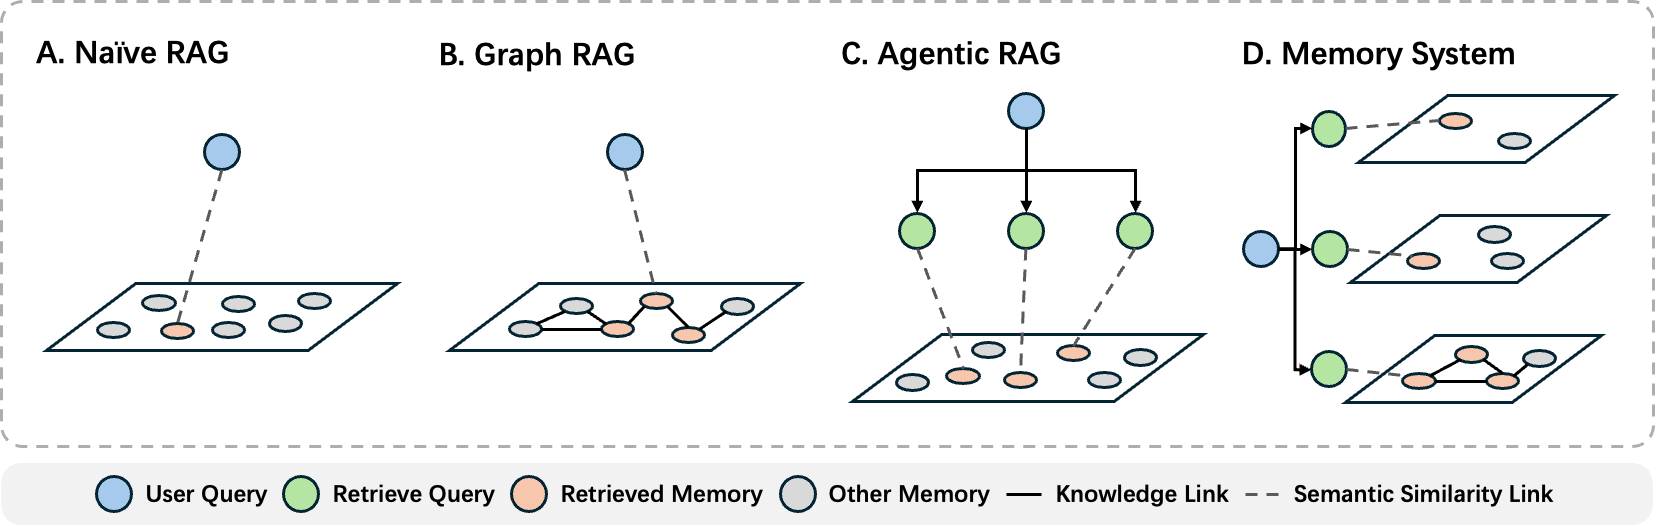 A. Naïve RAG
B. Graph RAG
C. Agentic RAG
D. Memory System
User Query
Retrieve Query
Retrieved Memory
Other Memory
Knowledge Link
Semantic Similarity Link